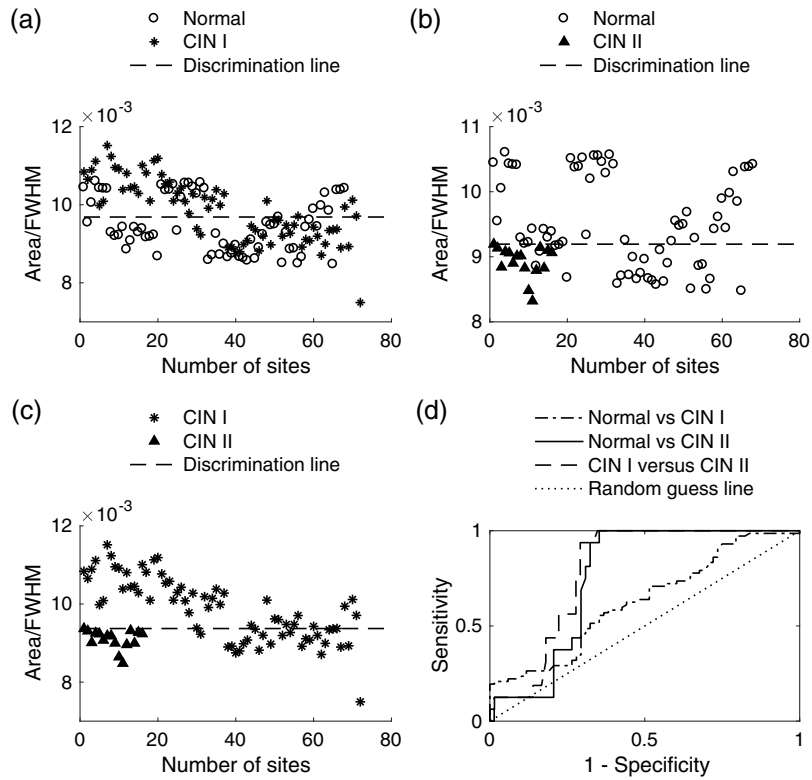 (a)
Normal
CIN I
Discrimination line
× 10⁻³
12
10
8
Area/FWHM
0 20 40 60 80
Number of sites
(b)
Normal
CIN II
Discrimination line
× 10⁻³
11
10
9
8
Area/FWHM
0 20 40 60 80
Number of sites
(c)
CIN I
CIN II
Discrimination line
× 10⁻³
12
10
8
Area/FWHM
0 20 40 60 80
Number of sites
(d)
Normal vs CIN I
Normal vs CIN II
CIN I versus CIN II
Random guess line
1
0.5
0
Sensitivity
0 0.5 1
1 - Specificity